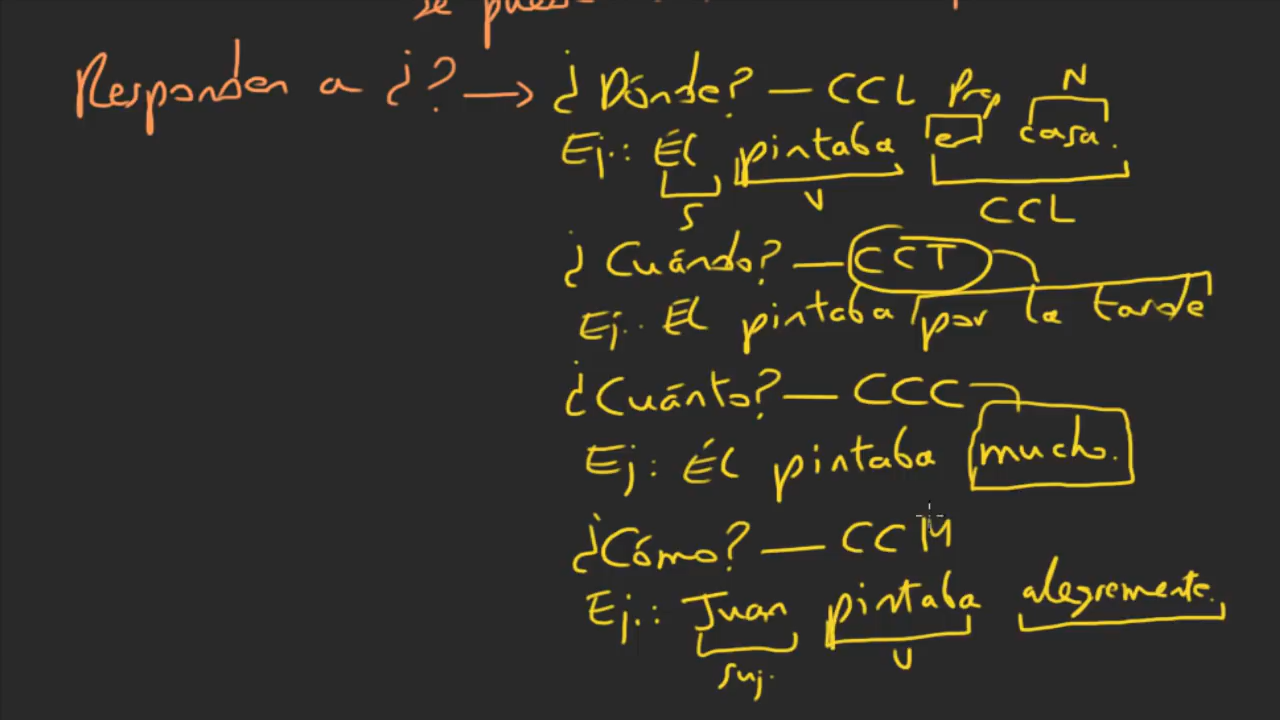 se
Responden a ¿? → ¿Dónde? — CCL Prep N
Ej.: Él pintaba en casa.
S V CCL
¿Cuándo? — CCT
Ej.. Él pintaba por la tarde
¿Cuánto? — CCC
Ej: Él pintaba mucho.
¿Cómo? — CCM
Ej.: Juan pintaba alegremente.
Suj. V